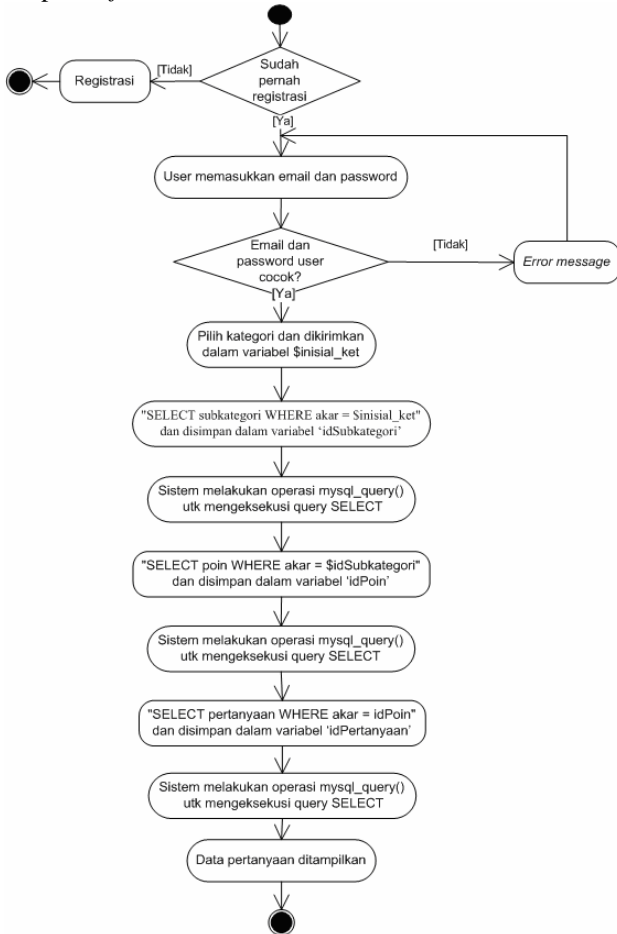 Sudah
pernah
registrasi
[Tidak]
Registrasi
[Ya]
User memasukkan email dan password
Email dan
password user
cocok?
[Tidak]
Error message
[Ya]
Pilih kategori dan dikirimkan
dalam variabel $inisial_ket
"SELECT subkategori WHERE akar = $inisial_ket"
dan disimpan dalam variabel ‘idSubkategori’
Sistem melakukan operasi mysql_query()
utk mengeksekusi query SELECT
"SELECT poin WHERE akar = $idSubkategori"
dan disimpan dalam variabel ‘idPoin’
Sistem melakukan operasi mysql_query()
utk mengeksekusi query SELECT
"SELECT pertanyaan WHERE akar = idPoin"
dan disimpan dalam variabel ‘idPertanyaan’
Sistem melakukan operasi mysql_query()
utk mengeksekusi query SELECT
Data pertanyaan ditampilkan